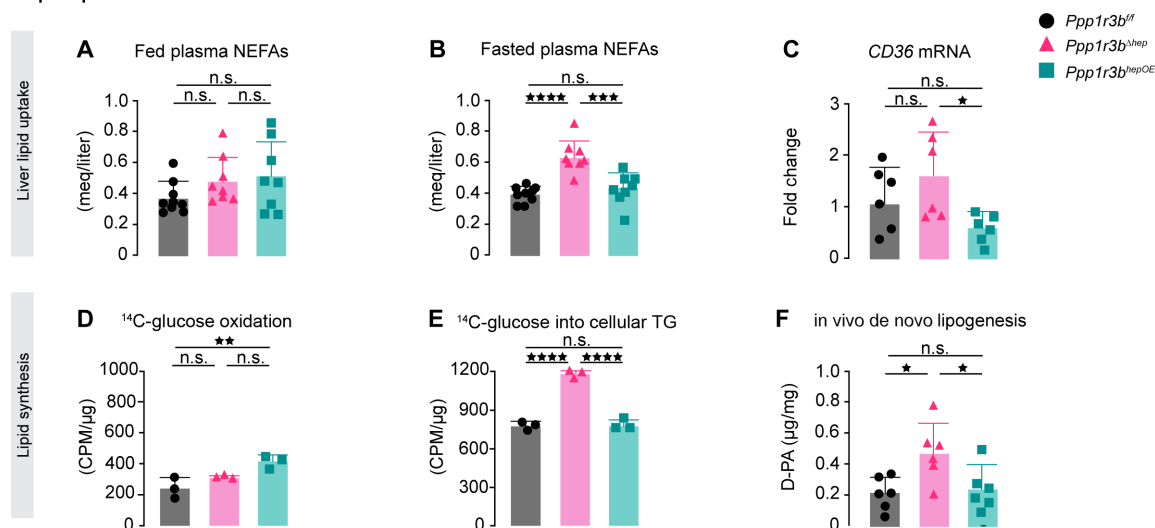 Ppp1r3b^f/f
Ppp1r3b^Δhep
Ppp1r3b^hepOE
Liver lipid uptake
A Fed plasma NEFAs
n.s.
n.s. n.s.
(meq/liter)
1.0
0.8
0.6
0.4
0.2
0
B Fasted plasma NEFAs
n.s.
★★★★ ★★★
(meq/liter)
1.0
0.8
0.6
0.4
0.2
0
C CD36 mRNA
n.s.
n.s. ★
Fold change
3
2
1
0
Lipid synthesis
D ¹⁴C-glucose oxidation
★★
n.s. n.s.
(CPM/µg)
1000
800
600
400
200
0
E ¹⁴C-glucose into cellular TG
n.s.
★★★★ ★★★★
(CPM/µg)
1200
900
600
300
0
F in vivo de novo lipogenesis
n.s.
★ ★
D-PA (µg/mg)
1.0
0.8
0.6
0.4
0.2
0